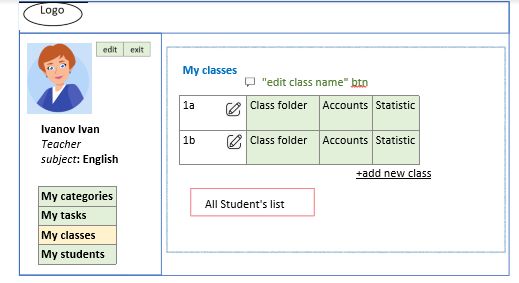 Logo
edit exit
Ivanov Ivan
Teacher
subject: English
My categories
My tasks
My classes
My students
My classes
"edit class name" btn
1a Class folder Accounts Statistic
1b Class folder Accounts Statistic
+add new class
All Student's list